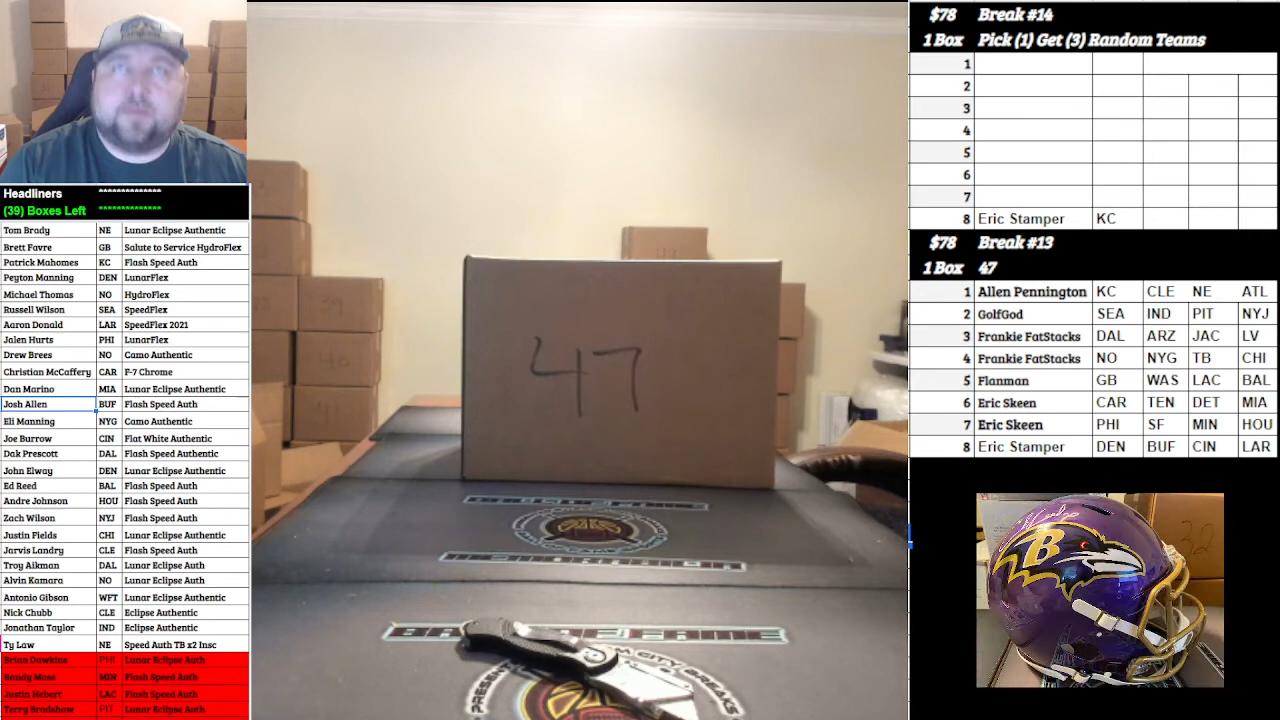 Headliners **************
(39) Boxes Left **************
Tom Brady NE Lunar Eclipse Authentic
Brett Favre GB Salute to Service HydroFlex
Patrick Mahomes KC Flash Speed Auth
Peyton Manning DEN LunarFlex
Michael Thomas NO HydroFlex
Russell Wilson SEA SpeedFlex
Aaron Donald LAR SpeedFlex 2021
Jalen Hurts PHI LunarFlex
Drew Brees NO Camo Authentic
Christian McCaffery CAR F-7 Chrome
Dan Marino MIA Lunar Eclipse Authentic
Josh Allen BUF Flash Speed Auth
Eli Manning NYG Camo Authentic
Joe Burrow CIN Flat White Authentic
Dak Prescott DAL Flash Speed Authentic
John Elway DEN Lunar Eclipse Authentic
Ed Reed BAL Flash Speed Auth
Andre Johnson HOU Flash Speed Auth
Zach Wilson NYJ Flash Speed Auth
Justin Fields CHI Lunar Eclipse Authentic
Jarvis Landry CLE Flash Speed Auth
Troy Aikman DAL Lunar Eclipse Auth
Alvin Kamara NO Lunar Eclipse Auth
Antonio Gibson WFT Lunar Eclipse Auth
Nick Chubb CLE Eclipse Authentic
Jonathan Taylor IND Eclipse Authentic
Ty Law NE Speed Auth TB x2 Insc
Brian Dawkins PHI Lunar Eclipse Auth
Randy Moss MIN Flash Speed Auth
Justin Hebert LAC Flash Speed Auth
Terry Bradshaw PIT Lunar Eclipse Auth
47
39
40
$78 Break #14
1 Box Pick (1) Get (3) Random Teams
1
2
3
4
5
6
7
8 Eric Stamper KC
$78 Break #13
1 Box 47
1 Allen Pennington KC CLE NE ATL
2 GolfGod SEA IND PIT NYJ
3 Frankie FatStacks DAL ARZ JAC LV
4 Frankie FatStacks NO NYG TB CHI
5 Flanman GB WAS LAC BAL
6 Eric Skeen CAR TEN DET MIA
7 Eric Skeen PHI SF MIN HOU
8 Eric Stamper DEN BUF CIN LAR
B
32